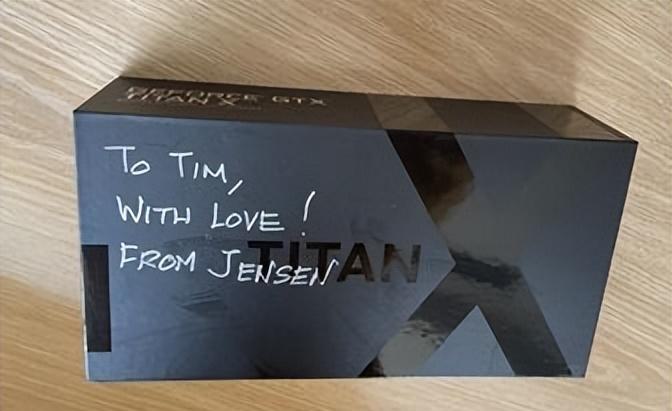 GEFORCE GTX
TITAN X
TO TIM,
WITH LOVE!
FROM JENSEN
TITAN